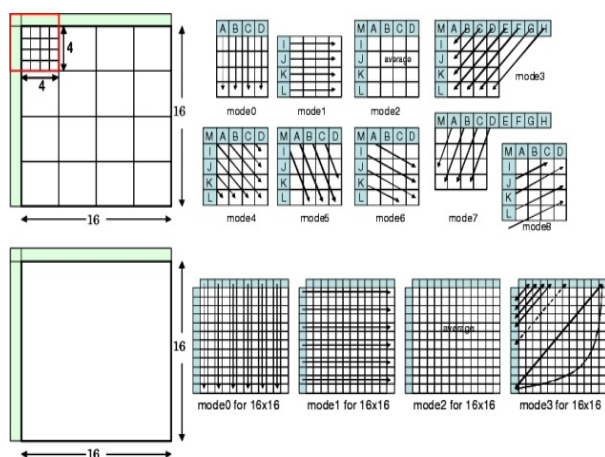 4
4
16
16
A B C D
mode0
I
J
K
L
mode1
M A B C D
I
J
K
L
average
mode2
M A B C D E F G H
I
J
K
L
mode3
M A B C D
I
J
K
L
mode4
M A B C D
I
J
K
L
mode5
M A B C D
I
J
K
L
mode6
M A B C D E F G H
mode7
M A B C D
I
J
K
L
mode8
16
16
mode0 for 16x16
mode1 for 16x16
average
mode2 for 16x16
mode3 for 16x16